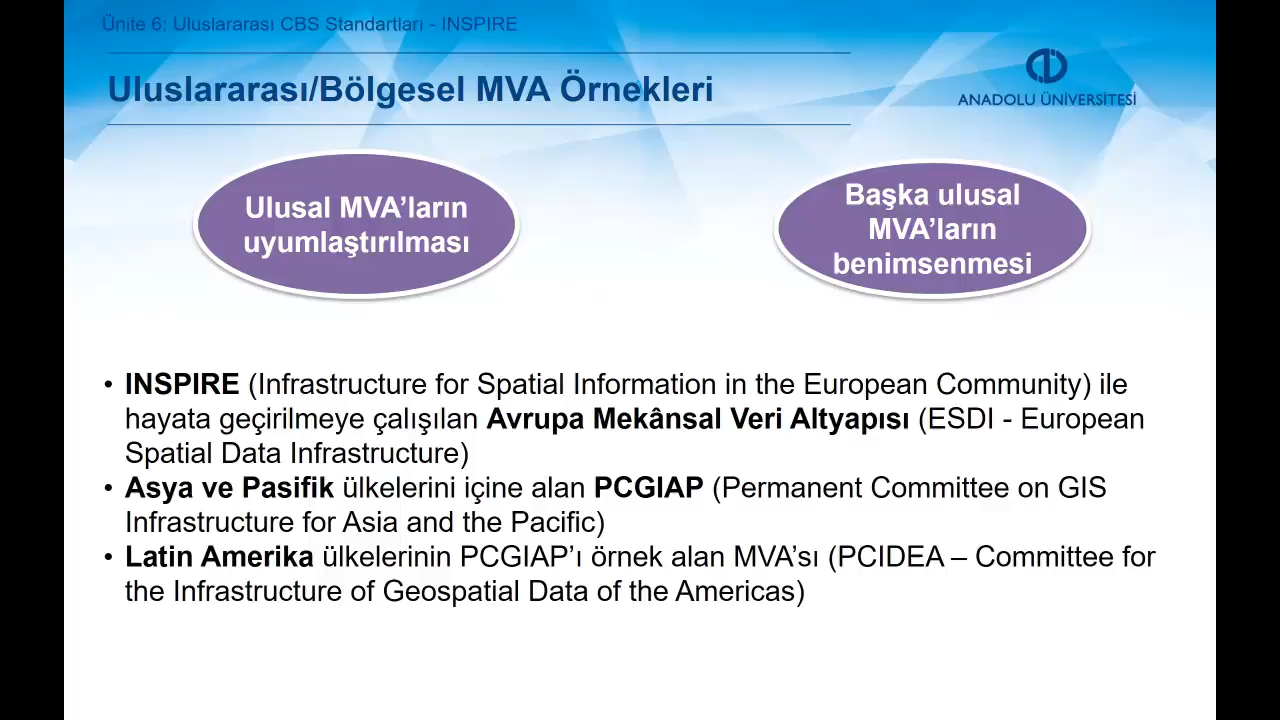 Ünite 6: Uluslararası CBS Standartları - INSPIRE
Uluslararası/Bölgesel MVA Örnekleri
ANADOLU ÜNİVERSİTESİ
Ulusal MVA’ların
uyumlaştırılması
Başka ulusal
MVA’ların
benimsenmesi
• INSPIRE (Infrastructure for Spatial Information in the European Community) ile
hayata geçirilmeye çalışılan Avrupa Mekânsal Veri Altyapısı (ESDI - European
Spatial Data Infrastructure)
• Asya ve Pasifik ülkelerini içine alan PCGIAP (Permanent Committee on GIS
Infrastructure for Asia and the Pacific)
• Latin Amerika ülkelerinin PCGIAP’ı örnek alan MVA’sı (PCIDEA – Committee for
the Infrastructure of Geospatial Data of the Americas)